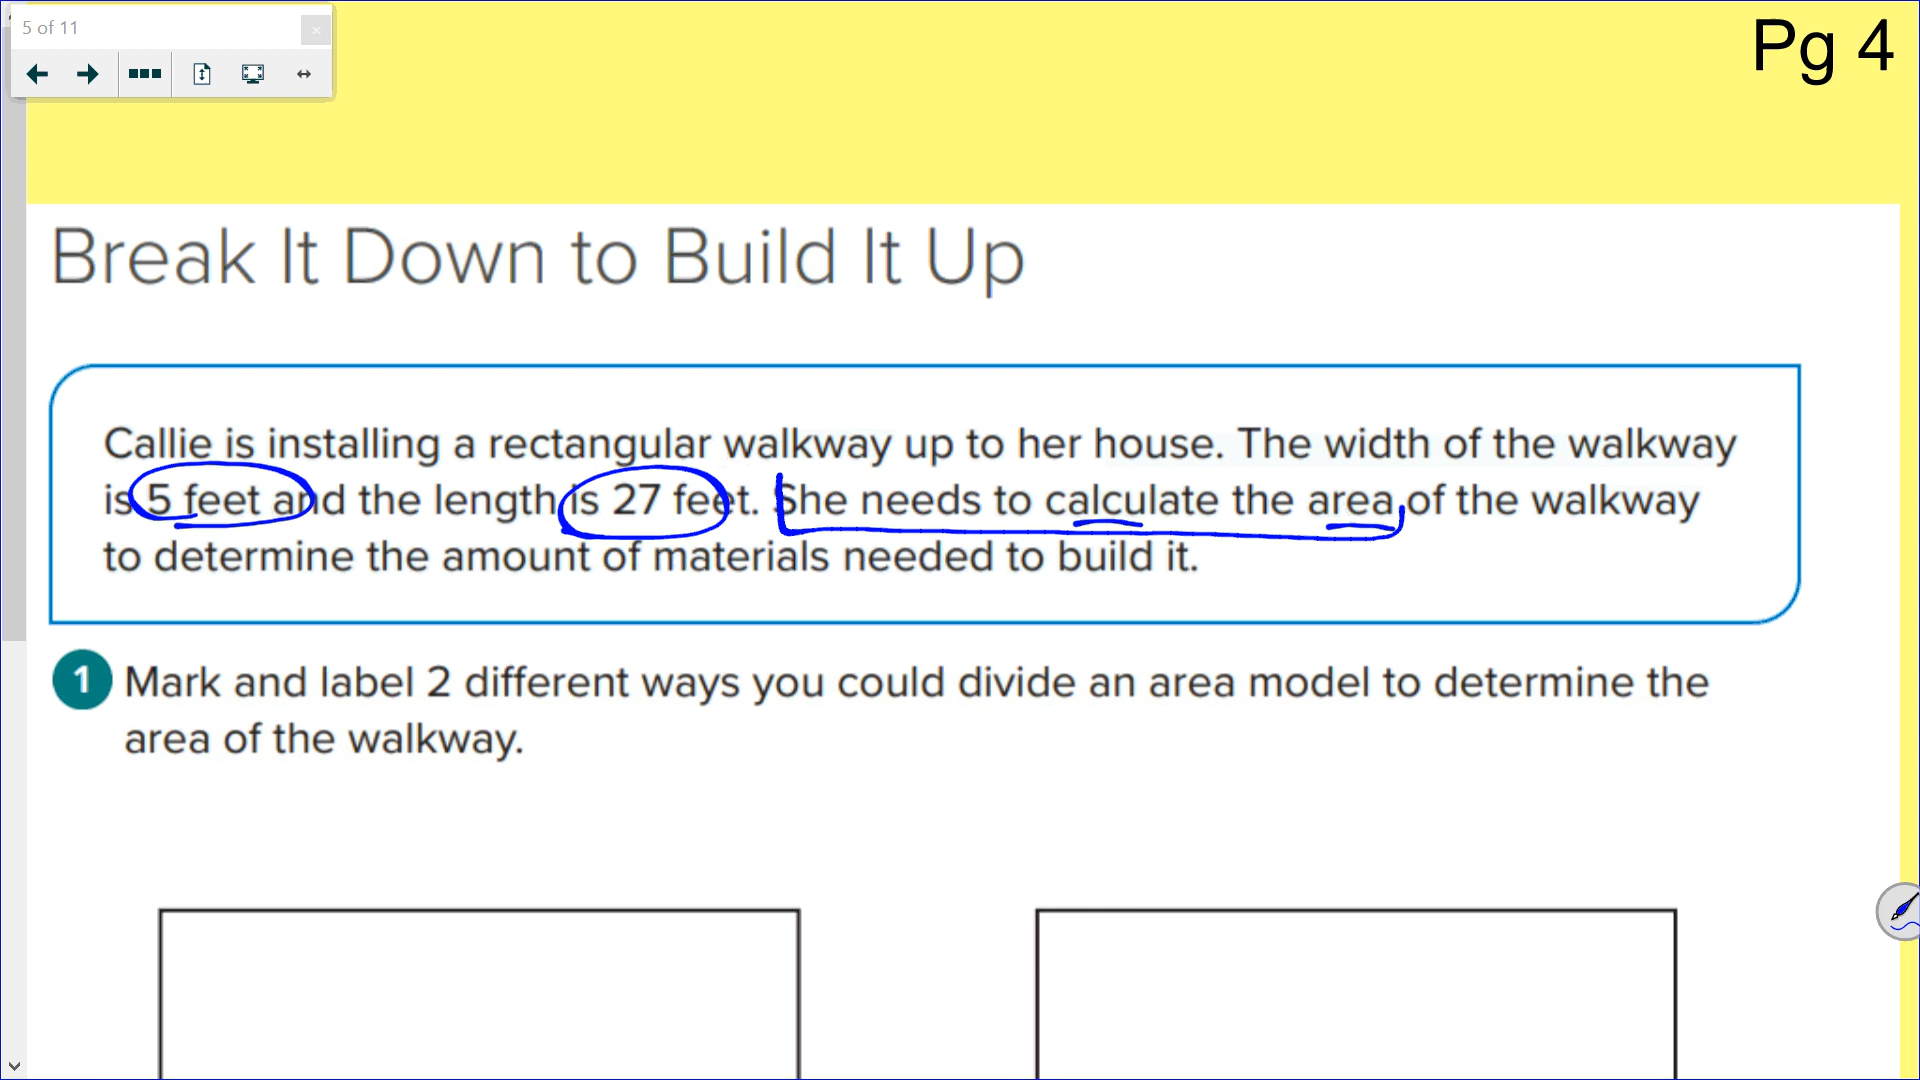 5 of 11
Pg 4
Break It Down to Build It Up
Callie is installing a rectangular walkway up to her house. The width of the walkway
is 5 feet and the length is 27 feet. She needs to calculate the area of the walkway
to determine the amount of materials needed to build it.
1 Mark and label 2 different ways you could divide an area model to determine the
area of the walkway.